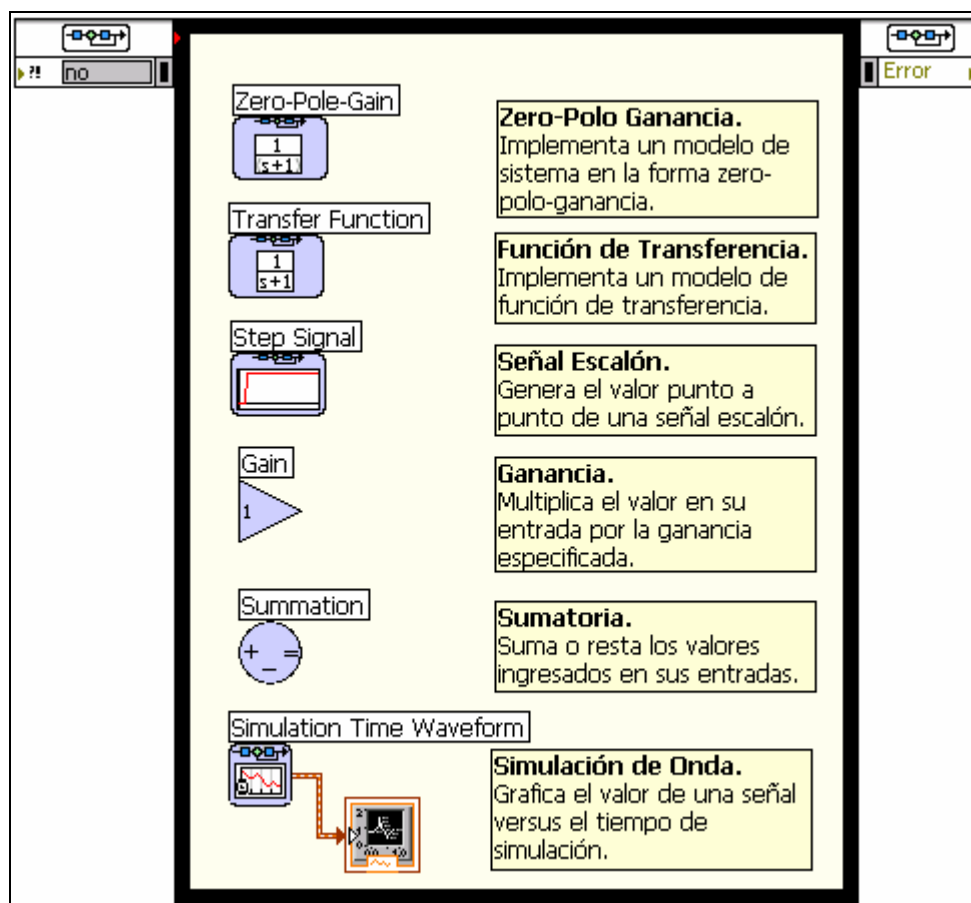 ?! no
Error
Zero-Pole-Gain
1
(s+1)
Zero-Polo Ganancia.
Implementa un modelo de
sistema en la forma zero-
polo-ganancia.
Transfer Function
1
s+1
Función de Transferencia.
Implementa un modelo de
función de transferencia.
Step Signal
Señal Escalón.
Genera el valor punto a
punto de una señal escalón.
Gain
1
Ganancia.
Multiplica el valor en su
entrada por la ganancia
especificada.
Summation
+ − =
Sumatoria.
Suma o resta los valores
ingresados en sus entradas.
Simulation Time Waveform
Simulación de Onda.
Grafica el valor de una señal
versus el tiempo de
simulación.
2
1
0